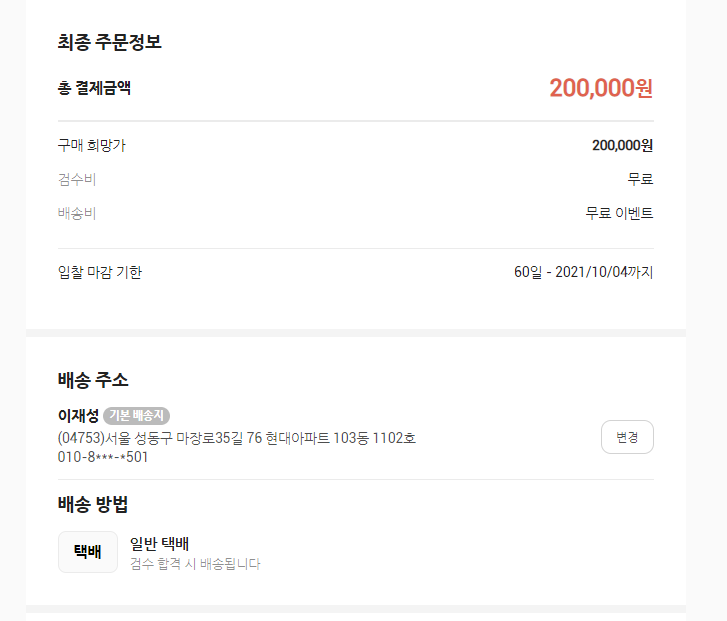 최종 주문정보
총 결제금액 200,000원
구매 희망가 200,000원
검수비 무료
배송비 무료 이벤트
입찰 마감 기한 60일 - 2021/10/04까지
배송 주소
이재성 기본 배송지
(04753)서울 성동구 마장로35길 76 현대아파트 103동 1102호
변경
010-8***-*501
배송 방법
택배 일반 택배
검수 합격 시 배송됩니다